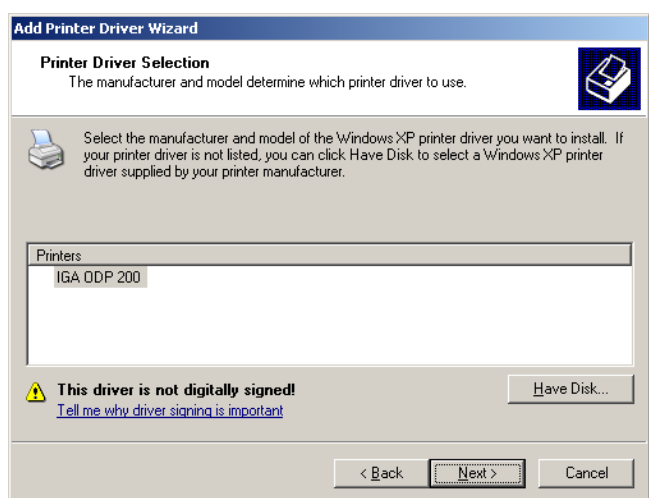 Add Printer Driver Wizard
Printer Driver Selection
The manufacturer and model determine which printer driver to use.
Select the manufacturer and model of the Windows XP printer driver you want to install. If
your printer driver is not listed, you can click Have Disk to select a Windows XP printer
driver supplied by your printer manufacturer.
Printers
IGA ODP 200
This driver is not digitally signed!
Have Disk...
Tell me why driver signing is important
< Back
Next >
Cancel